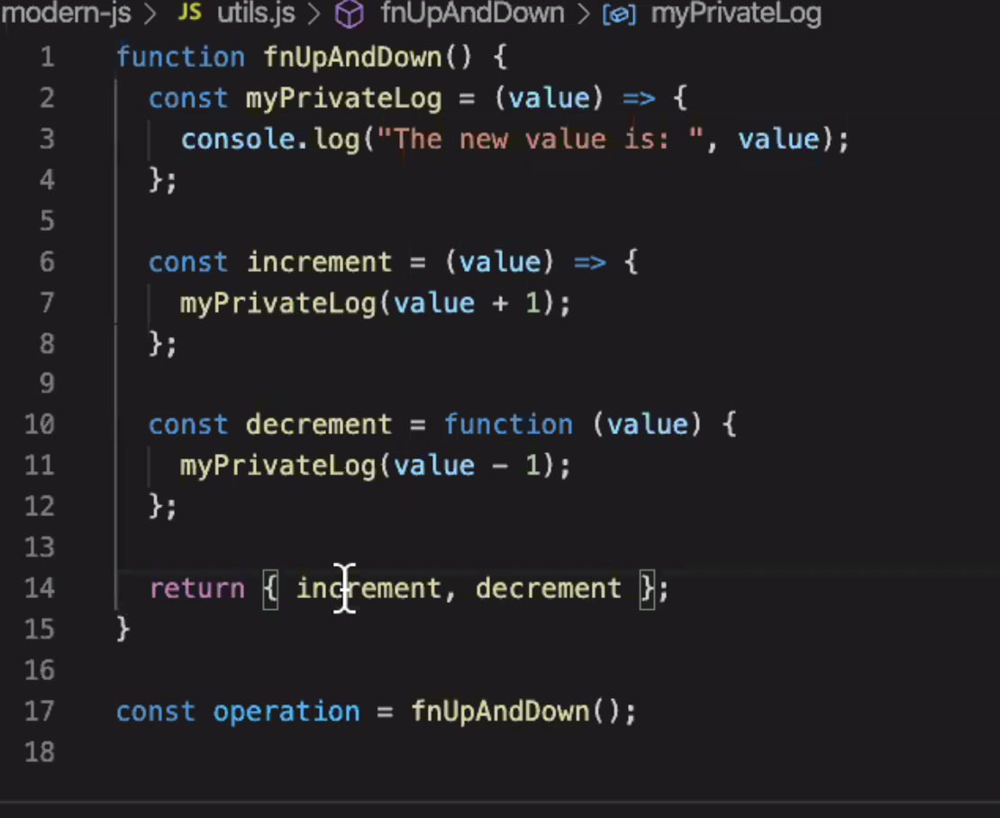 modern-js > JS utils.js > fnUpAndDown > myPrivateLog
1 function fnUpAndDown() {
2 const myPrivateLog = (value) => {
3 console.log("The new value is: ", value);
4 };
5
6 const increment = (value) => {
7 myPrivateLog(value + 1);
8 };
9
10 const decrement = function (value) {
11 myPrivateLog(value - 1);
12 };
13
14 return { increment, decrement };
15 }
16
17 const operation = fnUpAndDown();
18